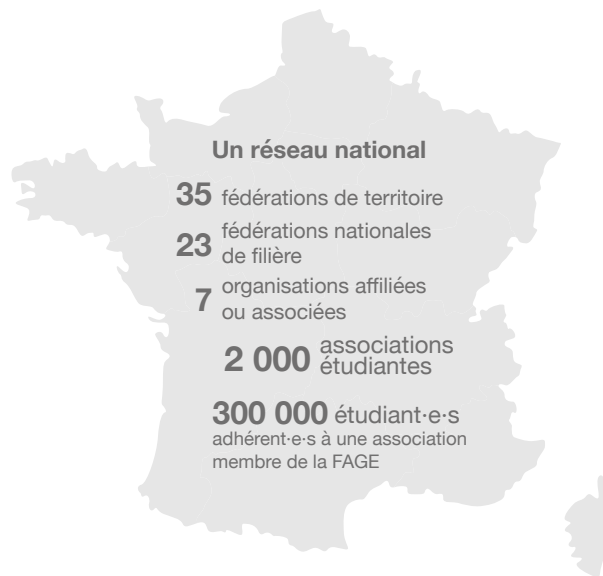 Un réseau national
35 fédérations de territoire
23 fédérations nationales
de filière
7 organisations affiliées
ou associées
2 000 associations
étudiantes
300 000 étudiant·e·s
adhérent·e·s à une association
membre de la FAGE